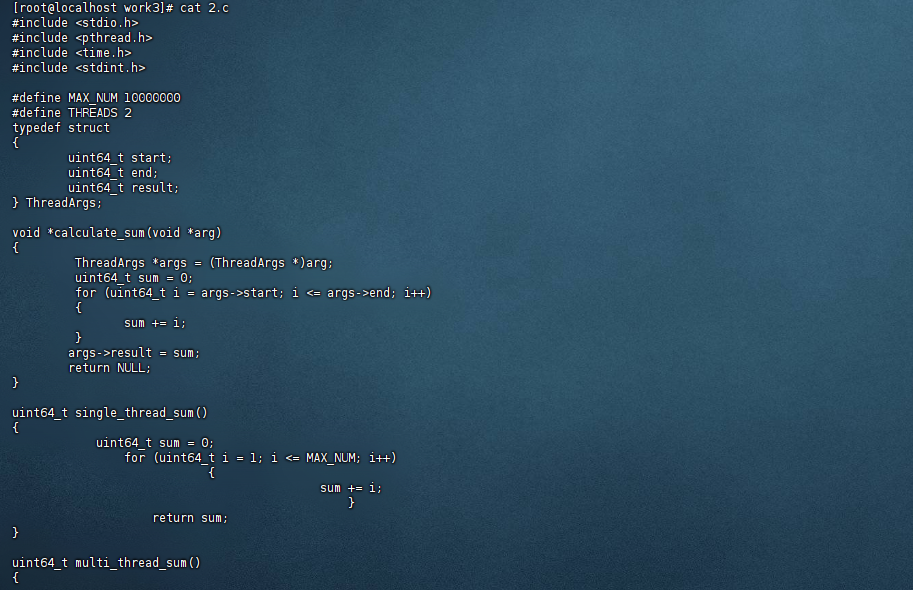 [root@localhost work3]# cat 2.c
#include <stdio.h>
#include <pthread.h>
#include <time.h>
#include <stdint.h>
#define MAX_NUM 10000000
#define THREADS 2
typedef struct
{
uint64_t start;
uint64_t end;
uint64_t result;
} ThreadArgs;
void *calculate_sum(void *arg)
{
ThreadArgs *args = (ThreadArgs *)arg;
uint64_t sum = 0;
for (uint64_t i = args->start; i <= args->end; i++)
{
sum += i;
}
args->result = sum;
return NULL;
}
uint64_t single_thread_sum()
{
uint64_t sum = 0;
for (uint64_t i = 1; i <= MAX_NUM; i++)
{
sum += i;
}
return sum;
}
uint64_t multi_thread_sum()
{